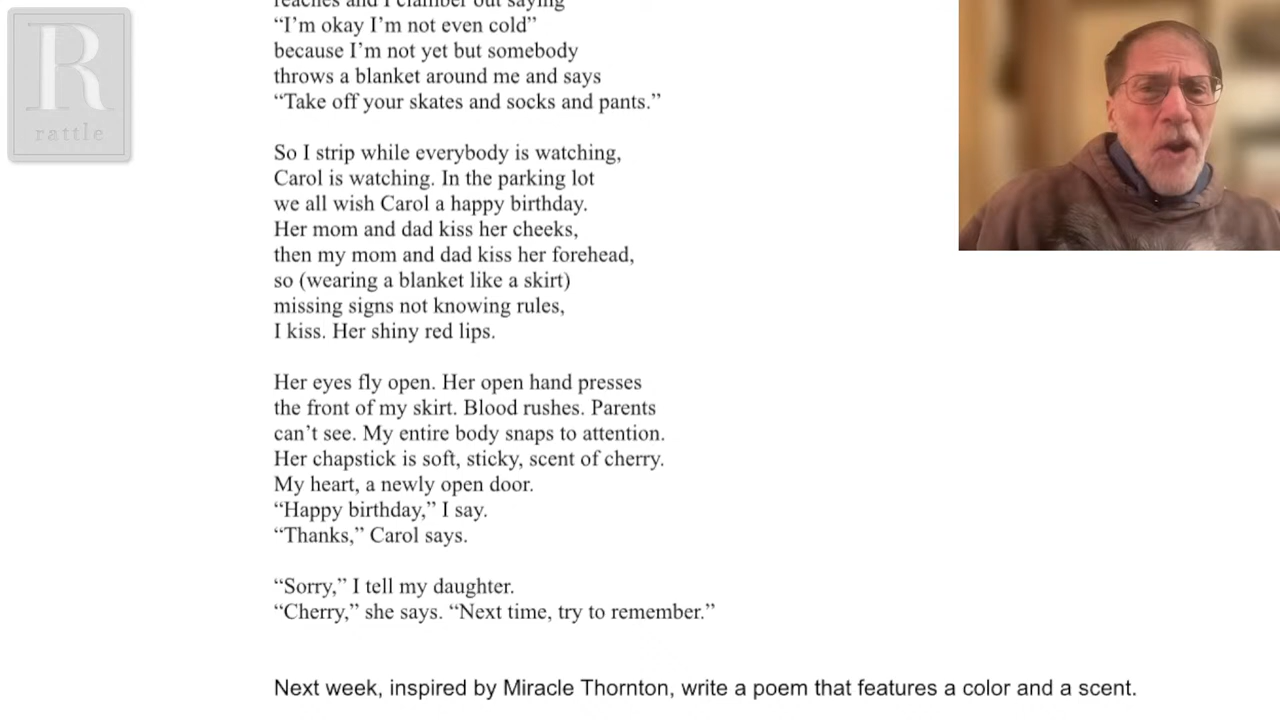 R
rattle
reaches and I clamber out saying
“I’m okay I’m not even cold”
because I’m not yet but somebody
throws a blanket around me and says
“Take off your skates and socks and pants.”
So I strip while everybody is watching,
Carol is watching. In the parking lot
we all wish Carol a happy birthday.
Her mom and dad kiss her cheeks,
then my mom and dad kiss her forehead,
so (wearing a blanket like a skirt)
missing signs not knowing rules,
I kiss. Her shiny red lips.
Her eyes fly open. Her open hand presses
the front of my skirt. Blood rushes. Parents
can’t see. My entire body snaps to attention.
Her chapstick is soft, sticky, scent of cherry.
My heart, a newly open door.
“Happy birthday,” I say.
“Thanks,” Carol says.
“Sorry,” I tell my daughter.
“Cherry,” she says. “Next time, try to remember.”
Next week, inspired by Miracle Thornton, write a poem that features a color and a scent.